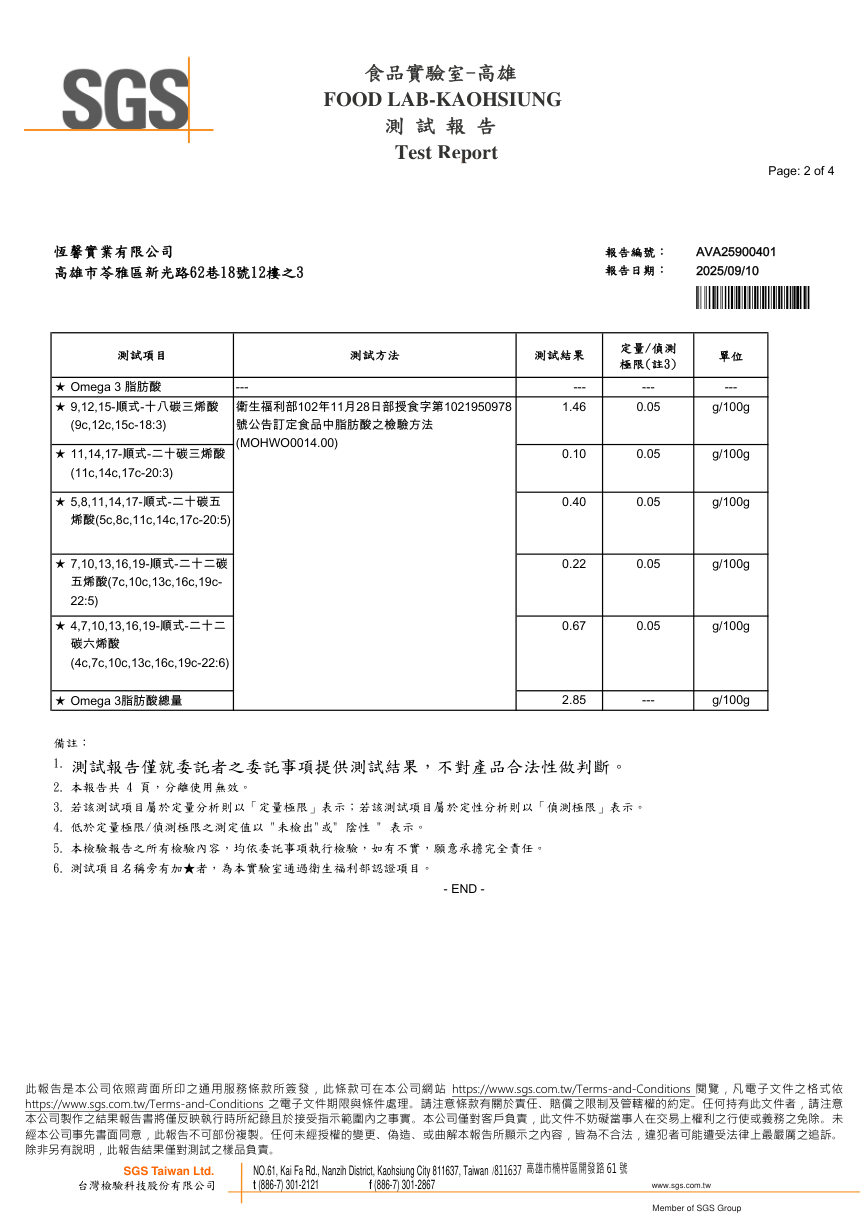 SGS
食品實驗室-高雄
FOOD LAB-KAOHSIUNG
測 試 報 告
Test Report
Page: 2 of 4
恆馨實業有限公司
高雄市苓雅區新光路62巷18號12樓之3
報告編號： AVA25900401
報告日期： 2025/09/10
測試項目 測試方法 測試結果 定量/偵測
極限(註3) 單位
★ Omega 3 脂肪酸 --- --- --- ---
★ 9,12,15-順式-十八碳三烯酸 衛生福利部102年11月28日部授食字第1021950978 1.46 0.05 g/100g
(9c,12c,15c-18:3) 號公告訂定食品中脂肪酸之檢驗方法
(MOHWO0014.00)
★ 11,14,17-順式-二十碳三烯酸 0.10 0.05 g/100g
(11c,14c,17c-20:3)
★ 5,8,11,14,17-順式-二十碳五 0.40 0.05 g/100g
烯酸(5c,8c,11c,14c,17c-20:5)
★ 7,10,13,16,19-順式-二十二碳 0.22 0.05 g/100g
五烯酸(7c,10c,13c,16c,19c-
22:5)
★ 4,7,10,13,16,19-順式-二十二 0.67 0.05 g/100g
碳六烯酸
(4c,7c,10c,13c,16c,19c-22:6)
★ Omega 3脂肪酸總量 2.85 --- g/100g
備註：
1. 測試報告僅就委託者之委託事項提供測試結果，不對產品合法性做判斷。
2. 本報告共 4 頁，分離使用無效。
3. 若該測試項目屬於定量分析則以「定量極限」表示；若該測試項目屬於定性分析則以「偵測極限」表示。
4. 低於定量極限/偵測極限之測定值以 "未檢出"或" 陰性 " 表示。
5. 本檢驗報告之所有檢驗內容，均依委託事項執行檢驗，如有不實，願意承擔完全責任。
6. 測試項目名稱旁有加★者，為本實驗室通過衛生福利部認證項目。
- END -
此報告是本公司依照背面所印之通用服務條款所簽發，此條款可在本公司網站 https://www.sgs.com.tw/Terms-and-Conditions 閱覽，凡電子文件之格式依
https://www.sgs.com.tw/Terms-and-Conditions 之電子文件期限與條件處理。請注意條款有關於責任、賠償之限制及管轄權的約定。任何持有此文件者，請注意
本公司製作之結果報告書將僅反映執行時所紀錄且於接受指示範圍內之事實。本公司僅對客戶負責，此文件不妨礙當事人在交易上權利之行使或義務之免除。未
經本公司事先書面同意，此報告不可部份複製。任何未經授權的變更、偽造、或曲解本報告所顯示之內容，皆為不合法，違犯者可能遭受法律上最嚴厲之追訴。
除非另有說明，此報告結果僅對測試之樣品負責。
SGS Taiwan Ltd. NO.61, Kai Fa Rd., Nanzih District, Kaohsiung City 811637, Taiwan /811637 高雄市楠梓區開發路 61 號
台灣檢驗科技股份有限公司 t (886-7) 301-2121 f (886-7) 301-2867 www.sgs.com.tw
Member of SGS Group